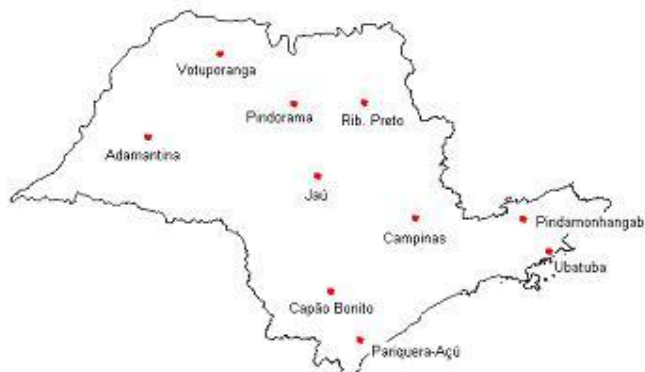 Votuporanga
Pindorama
Rib. Preto
Adamantina
Jaú
Campinas
Pindamonhangab
Ubatuba
Capão Bonito
Pariquera-Açú